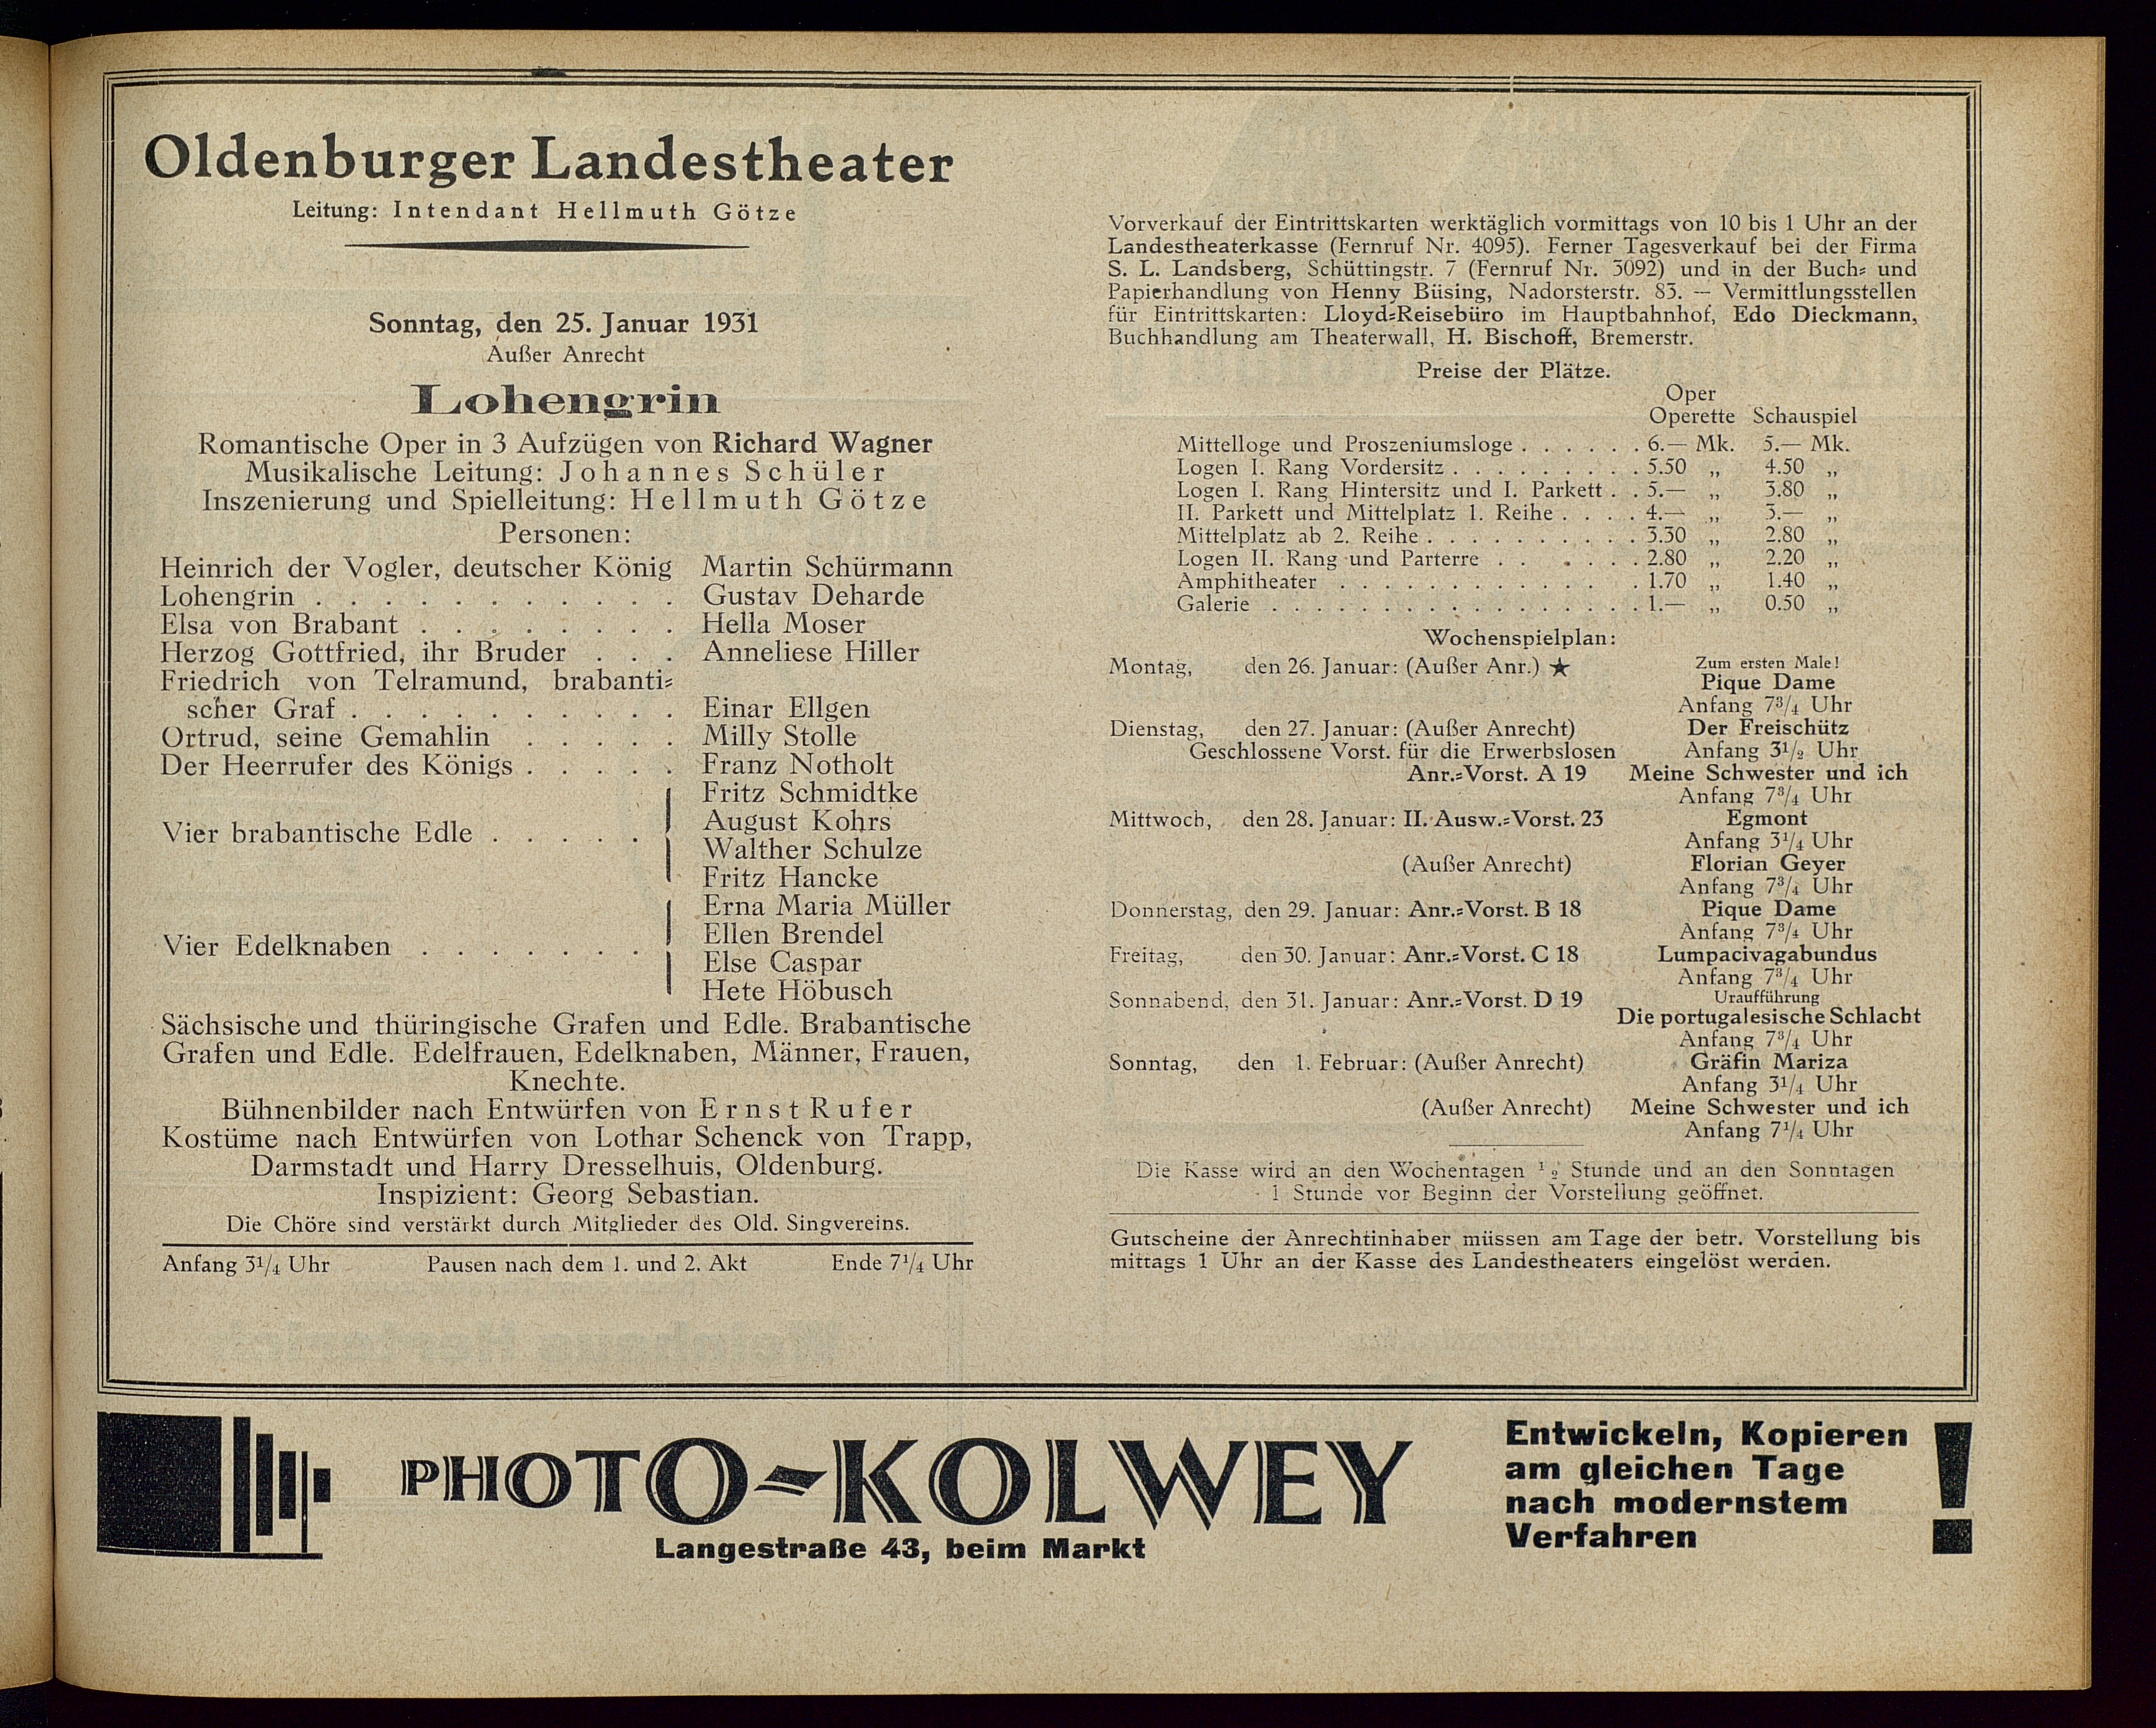 Oldenburger Landestheater
Leitung: Intendant Hellmuth Götze
Sonntag, den 25. Januar 1931
Außer Anrecht
Lohengrin
Romantische Oper in 3 Aufzügen von Richard Wagner
Musikalische Leitung: Johannes Schüler
Inszenierung und Spielleitung: Hellmuth Götze
Personen:
Heinrich der Vogler, deutscher König Martin Schürmann
Lohengrin . . . . . . . . . . . Gustav Deharde
Elsa von Brabant . . . . . . . . Hella Moser
Herzog Gottfried, ihr Bruder . . . Anneliese Hiller
Friedrich von Telramund, brabanti=
scher Graf . . . . . . . . . . Einar Ellgen
Ortrud, seine Gemahlin . . . . . Milly Stolle
Der Heerrufer des Königs . . . . . Franz Notholt
Vier brabantische Edle . . . . .
Fritz Schmidtke
August Kohrs
Walther Schulze
Fritz Hancke
Vier Edelknaben . . . . . . .
Erna Maria Müller
Ellen Brendel
Else Caspar
Hete Höbusch
Sächsische und thüringische Grafen und Edle. Brabantische
Grafen und Edle. Edelfrauen, Edelknaben, Männer, Frauen,
Knechte.
Bühnenbilder nach Entwürfen von Ernst Rufer
Kostüme nach Entwürfen von Lothar Schenck von Trapp,
Darmstadt und Harry Dresselhuis, Oldenburg.
Inspizient: Georg Sebastian.
Die Chöre sind verstärkt durch Mitglieder des Old. Singvereins.
Anfang 3¹/₄ Uhr Pausen nach dem 1. und 2. Akt Ende 7¹/₄ Uhr
Vorverkauf der Eintrittskarten werktäglich vormittags von 10 bis 1 Uhr an der
Landestheaterkasse (Fernruf Nr. 4095). Ferner Tagesverkauf bei der Firma
S. L. Landsberg, Schüttingstr. 7 (Fernruf Nr. 3092) und in der Buch= und
Papierhandlung von Henny Büsing, Nadorsterstr. 83. — Vermittlungsstellen
für Eintrittskarten: Lloyd=Reisebüro im Hauptbahnhof, Edo Dieckmann,
Buchhandlung am Theaterwall, H. Bischoff, Bremerstr.
Preise der Plätze.
Oper
Operette Schauspiel
Mittelloge und Proszeniumsloge . . . . . . 6.— Mk. 5.— Mk.
Logen I. Rang Vordersitz . . . . . . . . . 5.50 „ 4.50 „
Logen I. Rang Hintersitz und I. Parkett . . 5.— „ 3.80 „
II. Parkett und Mittelplatz 1. Reihe . . . . 4.— „ 3.— „
Mittelplatz ab 2. Reihe . . . . . . . . . . 3.30 „ 2.80 „
Logen II. Rang und Parterre . . . . . . . 2.80 „ 2.20 „
Amphitheater . . . . . . . . . . . . . 1.70 „ 1.40 „
Galerie . . . . . . . . . . . . . . . . 1.— „ 0.50 „
Wochenspielplan:
Montag, den 26. Januar: (Außer Anr.) ★ Zum ersten Male!
Pique Dame
Anfang 7³/₄ Uhr
Dienstag, den 27. Januar: (Außer Anrecht) Der Freischütz
Geschlossene Vorst. für die Erwerbslosen Anfang 3¹/₂ Uhr
Anr.=Vorst. A 19 Meine Schwester und ich
Anfang 7³/₄ Uhr
Mittwoch, den 28. Januar: II. Ausw.=Vorst. 23 Egmont
Anfang 3¹/₄ Uhr
(Außer Anrecht) Florian Geyer
Anfang 7³/₄ Uhr
Donnerstag, den 29. Januar: Anr.=Vorst. B 18 Pique Dame
Anfang 7³/₄ Uhr
Freitag, den 30. Januar: Anr.=Vorst. C 18 Lumpacivagabundus
Anfang 7³/₄ Uhr
Sonnabend, den 31. Januar: Anr.=Vorst. D 19 Uraufführung
Die portugalesische Schlacht
Anfang 7³/₄ Uhr
Sonntag, den 1. Februar: (Außer Anrecht) Gräfin Mariza
Anfang 3¹/₄ Uhr
(Außer Anrecht) Meine Schwester und ich
Anfang 7¹/₄ Uhr
Die Kasse wird an den Wochentagen ¹/₂ Stunde und an den Sonntagen
1 Stunde vor Beginn der Vorstellung geöffnet.
Gutscheine der Anrechtinhaber müssen am Tage der betr. Vorstellung bis
mittags 1 Uhr an der Kasse des Landestheaters eingelöst werden.
PHOTO-KOLWEY
Langestraße 43, beim Markt
Entwickeln, Kopieren
am gleichen Tage
nach modernstem
Verfahren
!